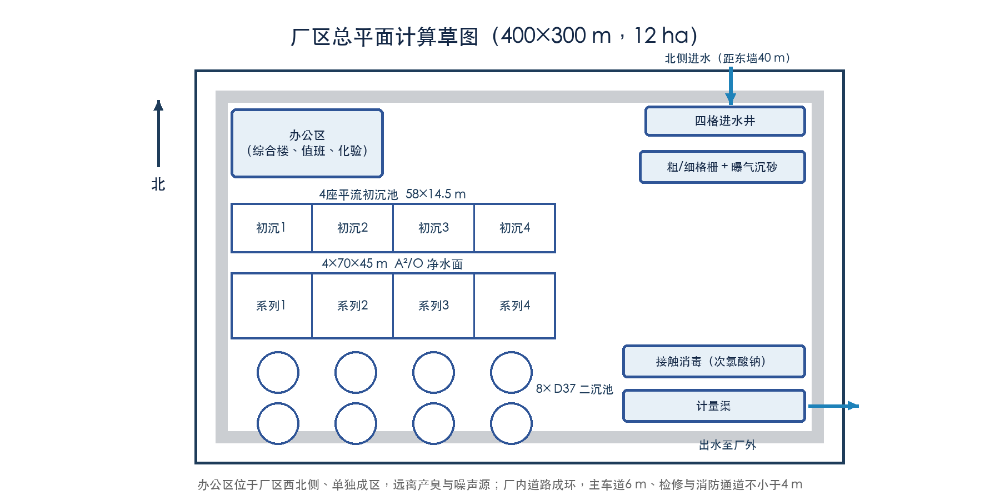 厂区总平面计算草图（400×300 m，12 ha）
北侧进水（距东墙40 m）
四格进水井
办公区
（综合楼、值班、化验）
粗/细格栅 + 曝气沉砂
北
4座平流初沉池 58×14.5 m
初沉1
初沉2
初沉3
初沉4
4×70×45 m A²/O 净水面
系列1
系列2
系列3
系列4
接触消毒（次氯酸钠）
8×D37 二沉池
计量渠
出水至厂外
办公区位于厂区西北侧、单独成区，远离产臭与噪声源；厂内道路成环，主车道6 m、检修与消防通道不小于4 m